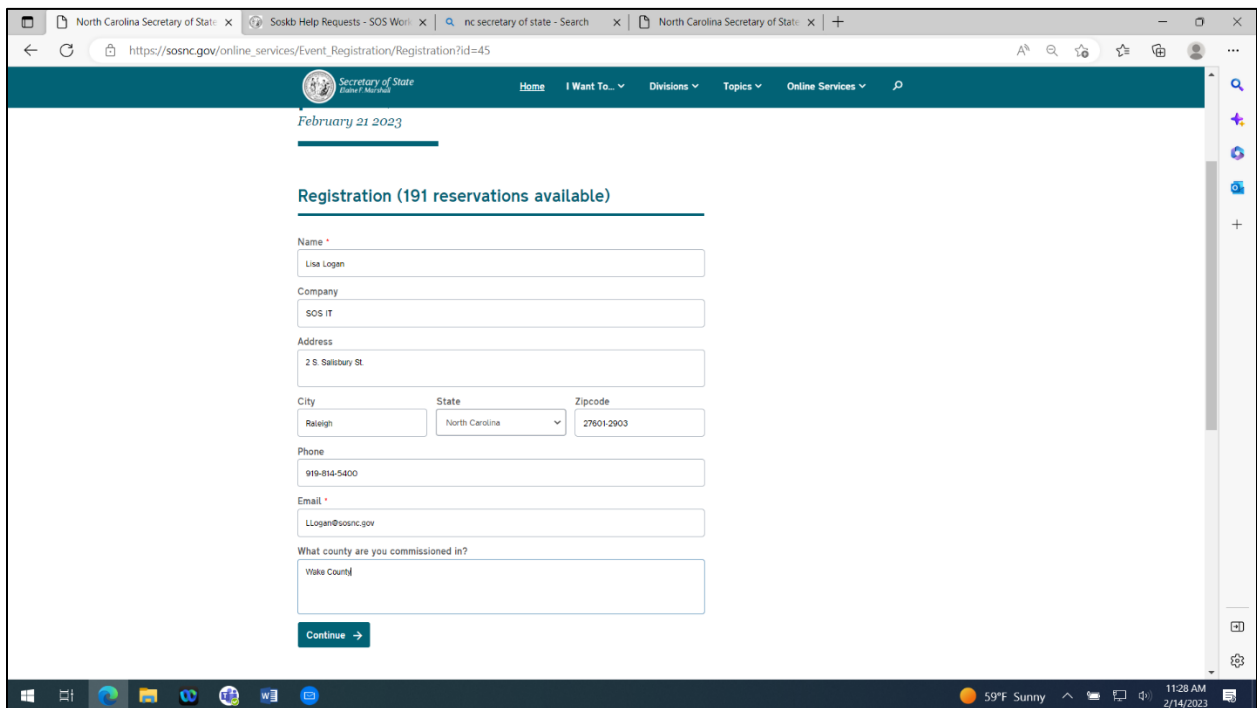 North Carolina Secretary of State
Soskb Help Requests - SOS Work
nc secretary of state - Search
North Carolina Secretary of State
https://sosnc.gov/online_services/Event_Registration/Registration?id=45
Secretary of State
Elaine F. Marshall
Home I Want To... Divisions Topics Online Services
February 21 2023
Registration (191 reservations available)
Name *
Lisa Logan
Company
SOS IT
Address
2 S. Salisbury St.
City State Zipcode
Raleigh North Carolina 27601-2903
Phone
919-814-5400
Email *
LLogan@sosnc.gov
What county are you commissioned in?
Wake County
Continue →
59°F Sunny
11:28 AM
2/14/2023